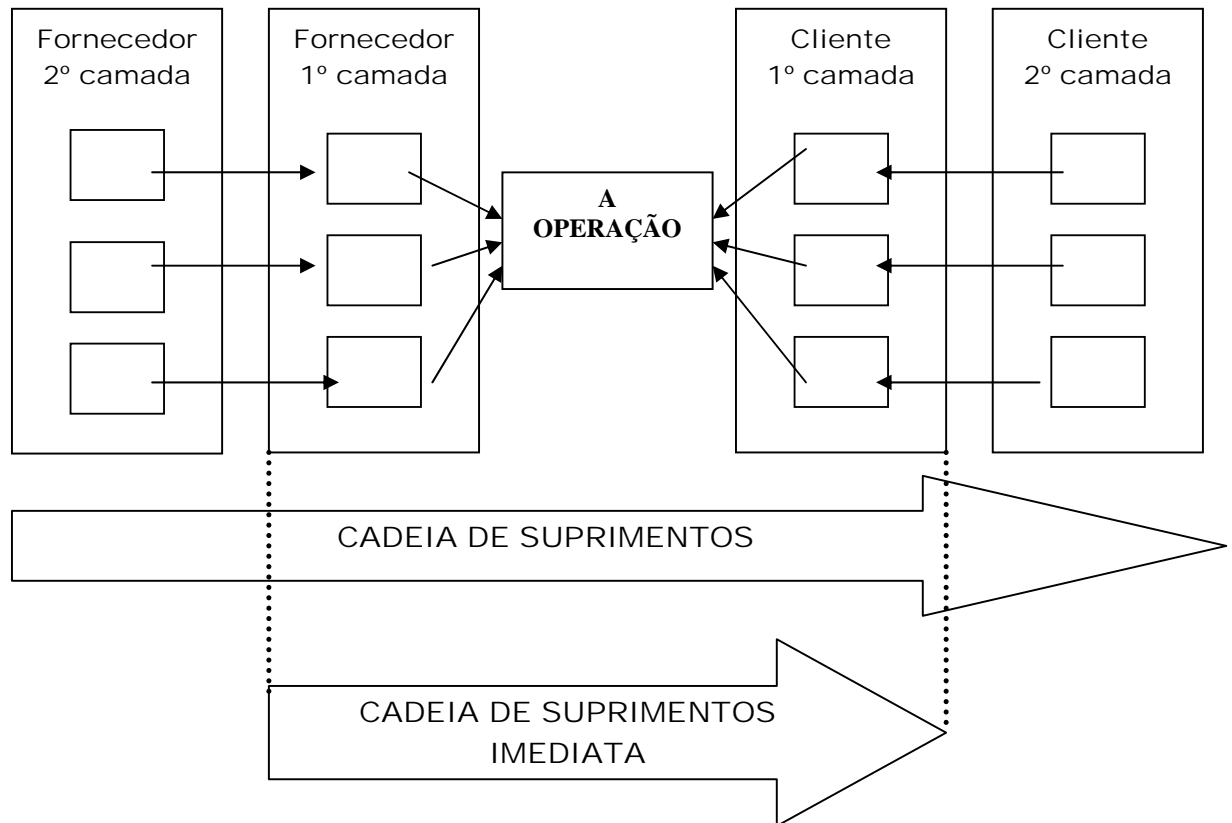 Fornecedor
2º camada
Fornecedor
1º camada
Cliente
1º camada
Cliente
2º camada
A
OPERAÇÃO
CADEIA DE SUPRIMENTOS
CADEIA DE SUPRIMENTOS
IMEDIATA